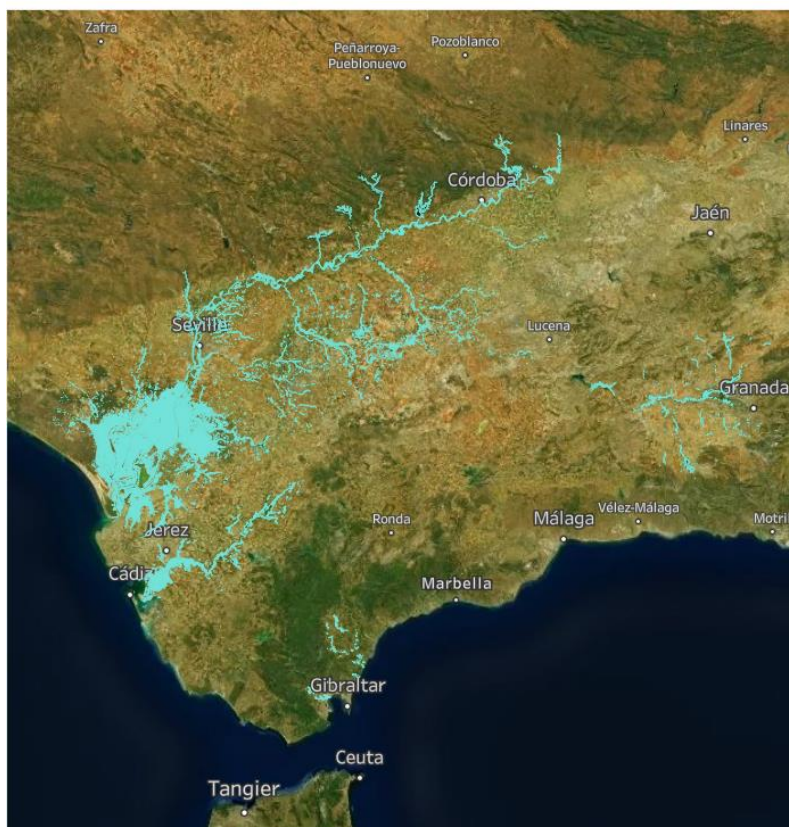 Zafra
Pozoblanco
Peñarroya-
Pueblonuevo
Linares
Córdoba
Jaén
Seville
Lucena
Granada
Ronda
Málaga
Vélez-Málaga
Motril
Jerez
Cádiz
Marbella
Gibraltar
Ceuta
Tangier